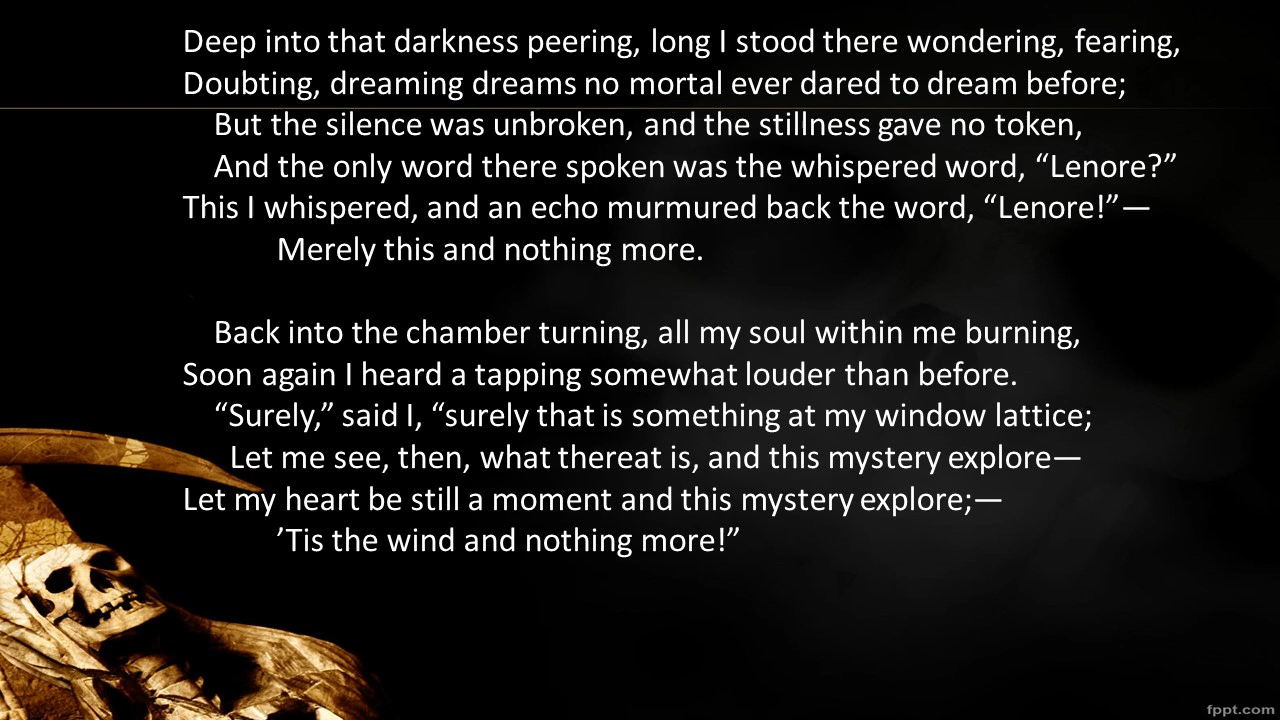 Deep into that darkness peering, long I stood there wondering, fearing,
Doubting, dreaming dreams no mortal ever dared to dream before;
But the silence was unbroken, and the stillness gave no token,
And the only word there spoken was the whispered word, “Lenore?”
This I whispered, and an echo murmured back the word, “Lenore!”—
Merely this and nothing more.
Back into the chamber turning, all my soul within me burning,
Soon again I heard a tapping somewhat louder than before.
“Surely,” said I, “surely that is something at my window lattice;
Let me see, then, what thereat is, and this mystery explore—
Let my heart be still a moment and this mystery explore;—
’Tis the wind and nothing more!”
fppt.com